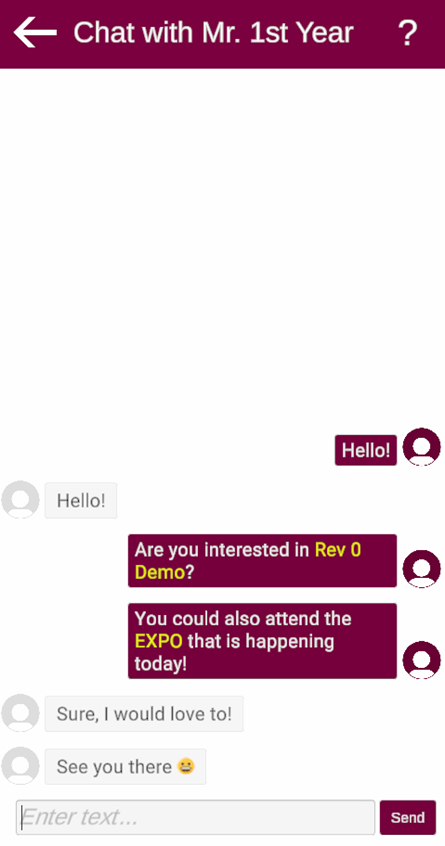 Chat with Mr. 1st Year ?
Hello!
Hello!
Are you interested in Rev 0
Demo?
You could also attend the
EXPO that is happening
today!
Sure, I would love to!
See you there 😀
Enter text...
Send